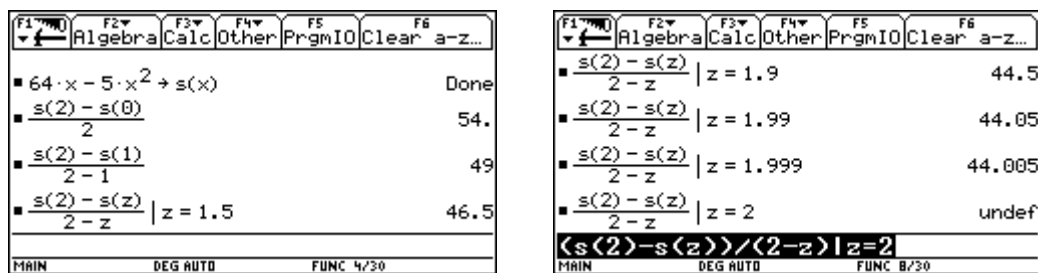 F1 F2▾ F3▾ F4▾ F5 F6
▾ Algebra Calc Other PrgmIO Clear a-z…
▪ 64·x − 5·x² → s(x) Done
▪ (s(2) − s(0))/2 54.
▪ (s(2) − s(1))/(2 − 1) 49
▪ (s(2) − s(z))/(2 − z) | z = 1.5 46.5
MAIN DEG AUTO FUNC 4/30
F1 F2▾ F3▾ F4▾ F5 F6
▾ Algebra Calc Other PrgmIO Clear a-z…
▪ (s(2) − s(z))/(2 − z) | z = 1.9 44.5
▪ (s(2) − s(z))/(2 − z) | z = 1.99 44.05
▪ (s(2) − s(z))/(2 − z) | z = 1.999 44.005
▪ (s(2) − s(z))/(2 − z) | z = 2 undef
(s(2)-s(z))/(2-z)|z=2
MAIN DEG AUTO FUNC 8/30